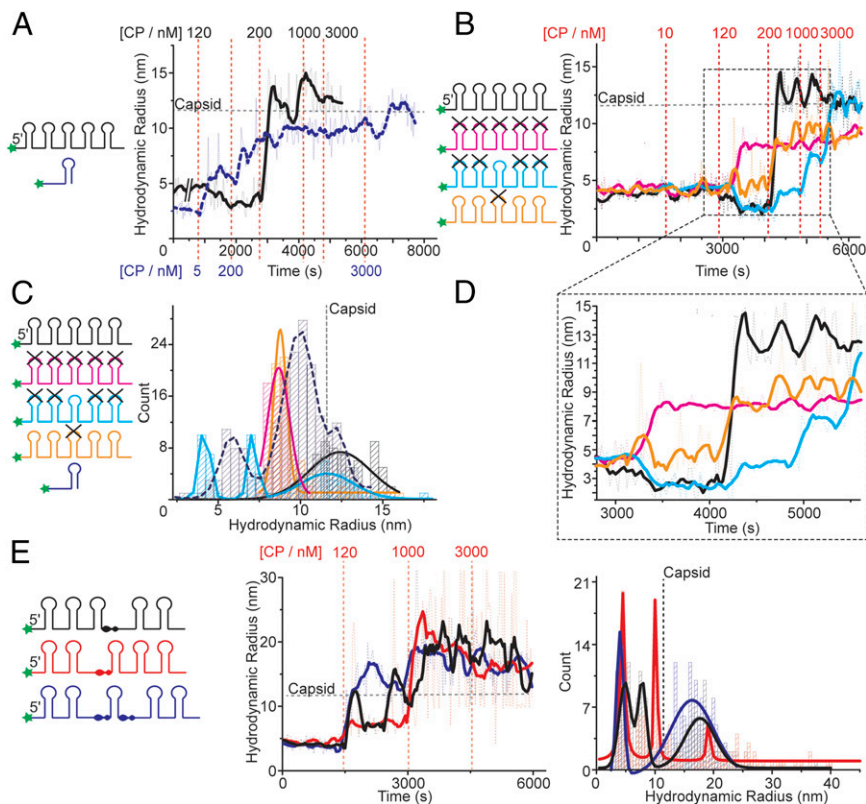 A
[CP / nM] 120 200 1000 3000
Hydrodynamic Radius (nm)
15
10
5
Capsid
5'
0 2000 4000 6000 8000
Time (s)
[CP / nM] 5 200 3000
B
[CP / nM] 10 120 200 1000 3000
Hydrodynamic Radius (nm)
15
10
5
Capsid
5'
0 3000 6000
Time (s)
C
5'
Count
24
12
0
Capsid
5 10 15
Hydrodynamic Radius (nm)
D
Hydrodynamic Radius (nm)
15
13
11
9
7
5
3
3000 4000 5000
Time (s)
E
[CP / nM] 120 1000 3000
5'
5'
5'
Hydrodynamic Radius (nm)
30
20
10
0
Capsid
0 3000 6000
Time (s)
Count
21
14
7
0
Capsid
0 10 20 30 40
Hydrodynamic Radius (nm)